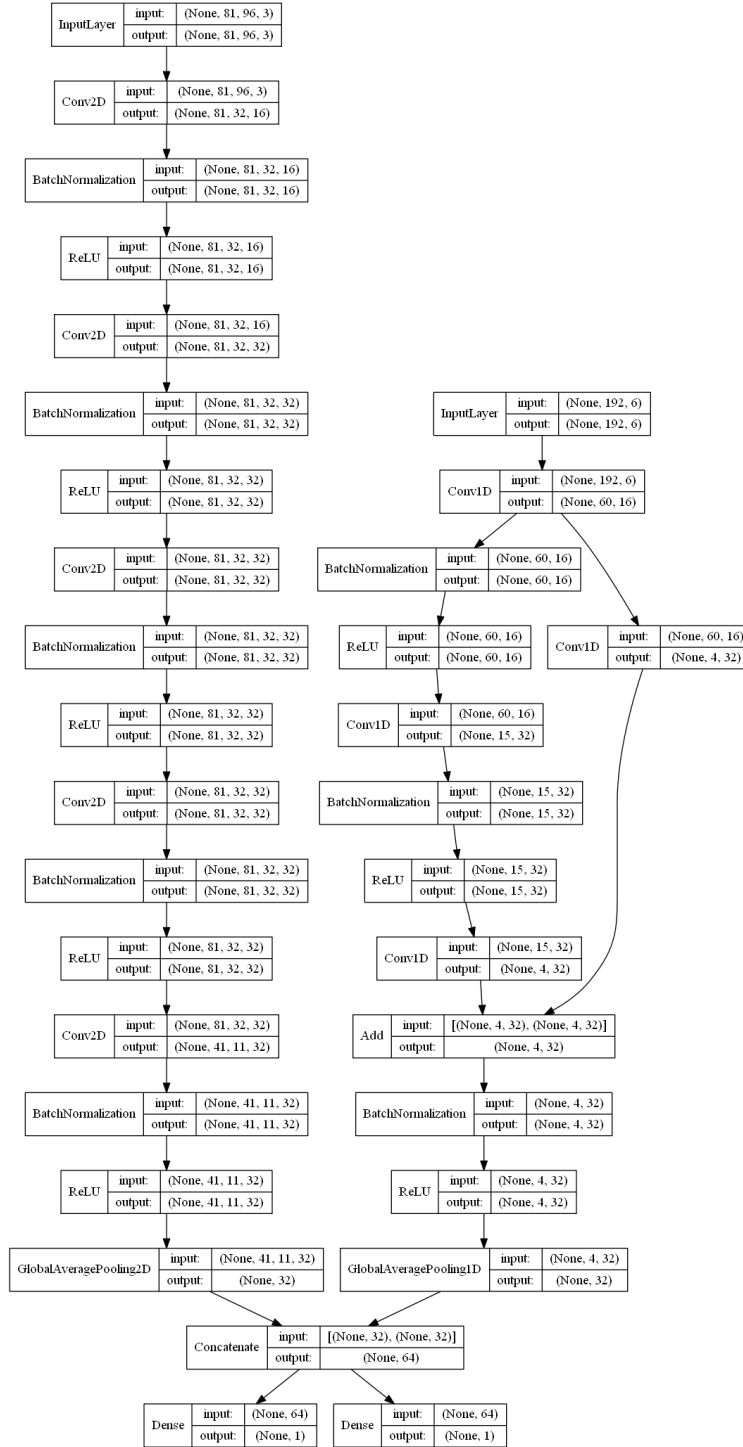 InputLayer input: (None, 81, 96, 3)
output: (None, 81, 96, 3)
Conv2D input: (None, 81, 96, 3)
output: (None, 81, 32, 16)
BatchNormalization input: (None, 81, 32, 16)
output: (None, 81, 32, 16)
ReLU input: (None, 81, 32, 16)
output: (None, 81, 32, 16)
Conv2D input: (None, 81, 32, 16)
output: (None, 81, 32, 32)
BatchNormalization input: (None, 81, 32, 32)
output: (None, 81, 32, 32)
ReLU input: (None, 81, 32, 32)
output: (None, 81, 32, 32)
Conv2D input: (None, 81, 32, 32)
output: (None, 81, 32, 32)
BatchNormalization input: (None, 81, 32, 32)
output: (None, 81, 32, 32)
ReLU input: (None, 81, 32, 32)
output: (None, 81, 32, 32)
Conv2D input: (None, 81, 32, 32)
output: (None, 81, 32, 32)
BatchNormalization input: (None, 81, 32, 32)
output: (None, 81, 32, 32)
ReLU input: (None, 81, 32, 32)
output: (None, 81, 32, 32)
Conv2D input: (None, 81, 32, 32)
output: (None, 41, 11, 32)
BatchNormalization input: (None, 41, 11, 32)
output: (None, 41, 11, 32)
ReLU input: (None, 41, 11, 32)
output: (None, 41, 11, 32)
GlobalAveragePooling2D input: (None, 41, 11, 32)
output: (None, 32)
InputLayer input: (None, 192, 6)
output: (None, 192, 6)
Conv1D input: (None, 192, 6)
output: (None, 60, 16)
BatchNormalization input: (None, 60, 16)
output: (None, 60, 16)
ReLU input: (None, 60, 16)
output: (None, 60, 16)
Conv1D input: (None, 60, 16)
output: (None, 4, 32)
Conv1D input: (None, 60, 16)
output: (None, 15, 32)
BatchNormalization input: (None, 15, 32)
output: (None, 15, 32)
ReLU input: (None, 15, 32)
output: (None, 15, 32)
Conv1D input: (None, 15, 32)
output: (None, 4, 32)
Add input: [(None, 4, 32), (None, 4, 32)]
output: (None, 4, 32)
BatchNormalization input: (None, 4, 32)
output: (None, 4, 32)
ReLU input: (None, 4, 32)
output: (None, 4, 32)
GlobalAveragePooling1D input: (None, 4, 32)
output: (None, 32)
Concatenate input: [(None, 32), (None, 32)]
output: (None, 64)
Dense input: (None, 64)
output: (None, 1)
Dense input: (None, 64)
output: (None, 1)